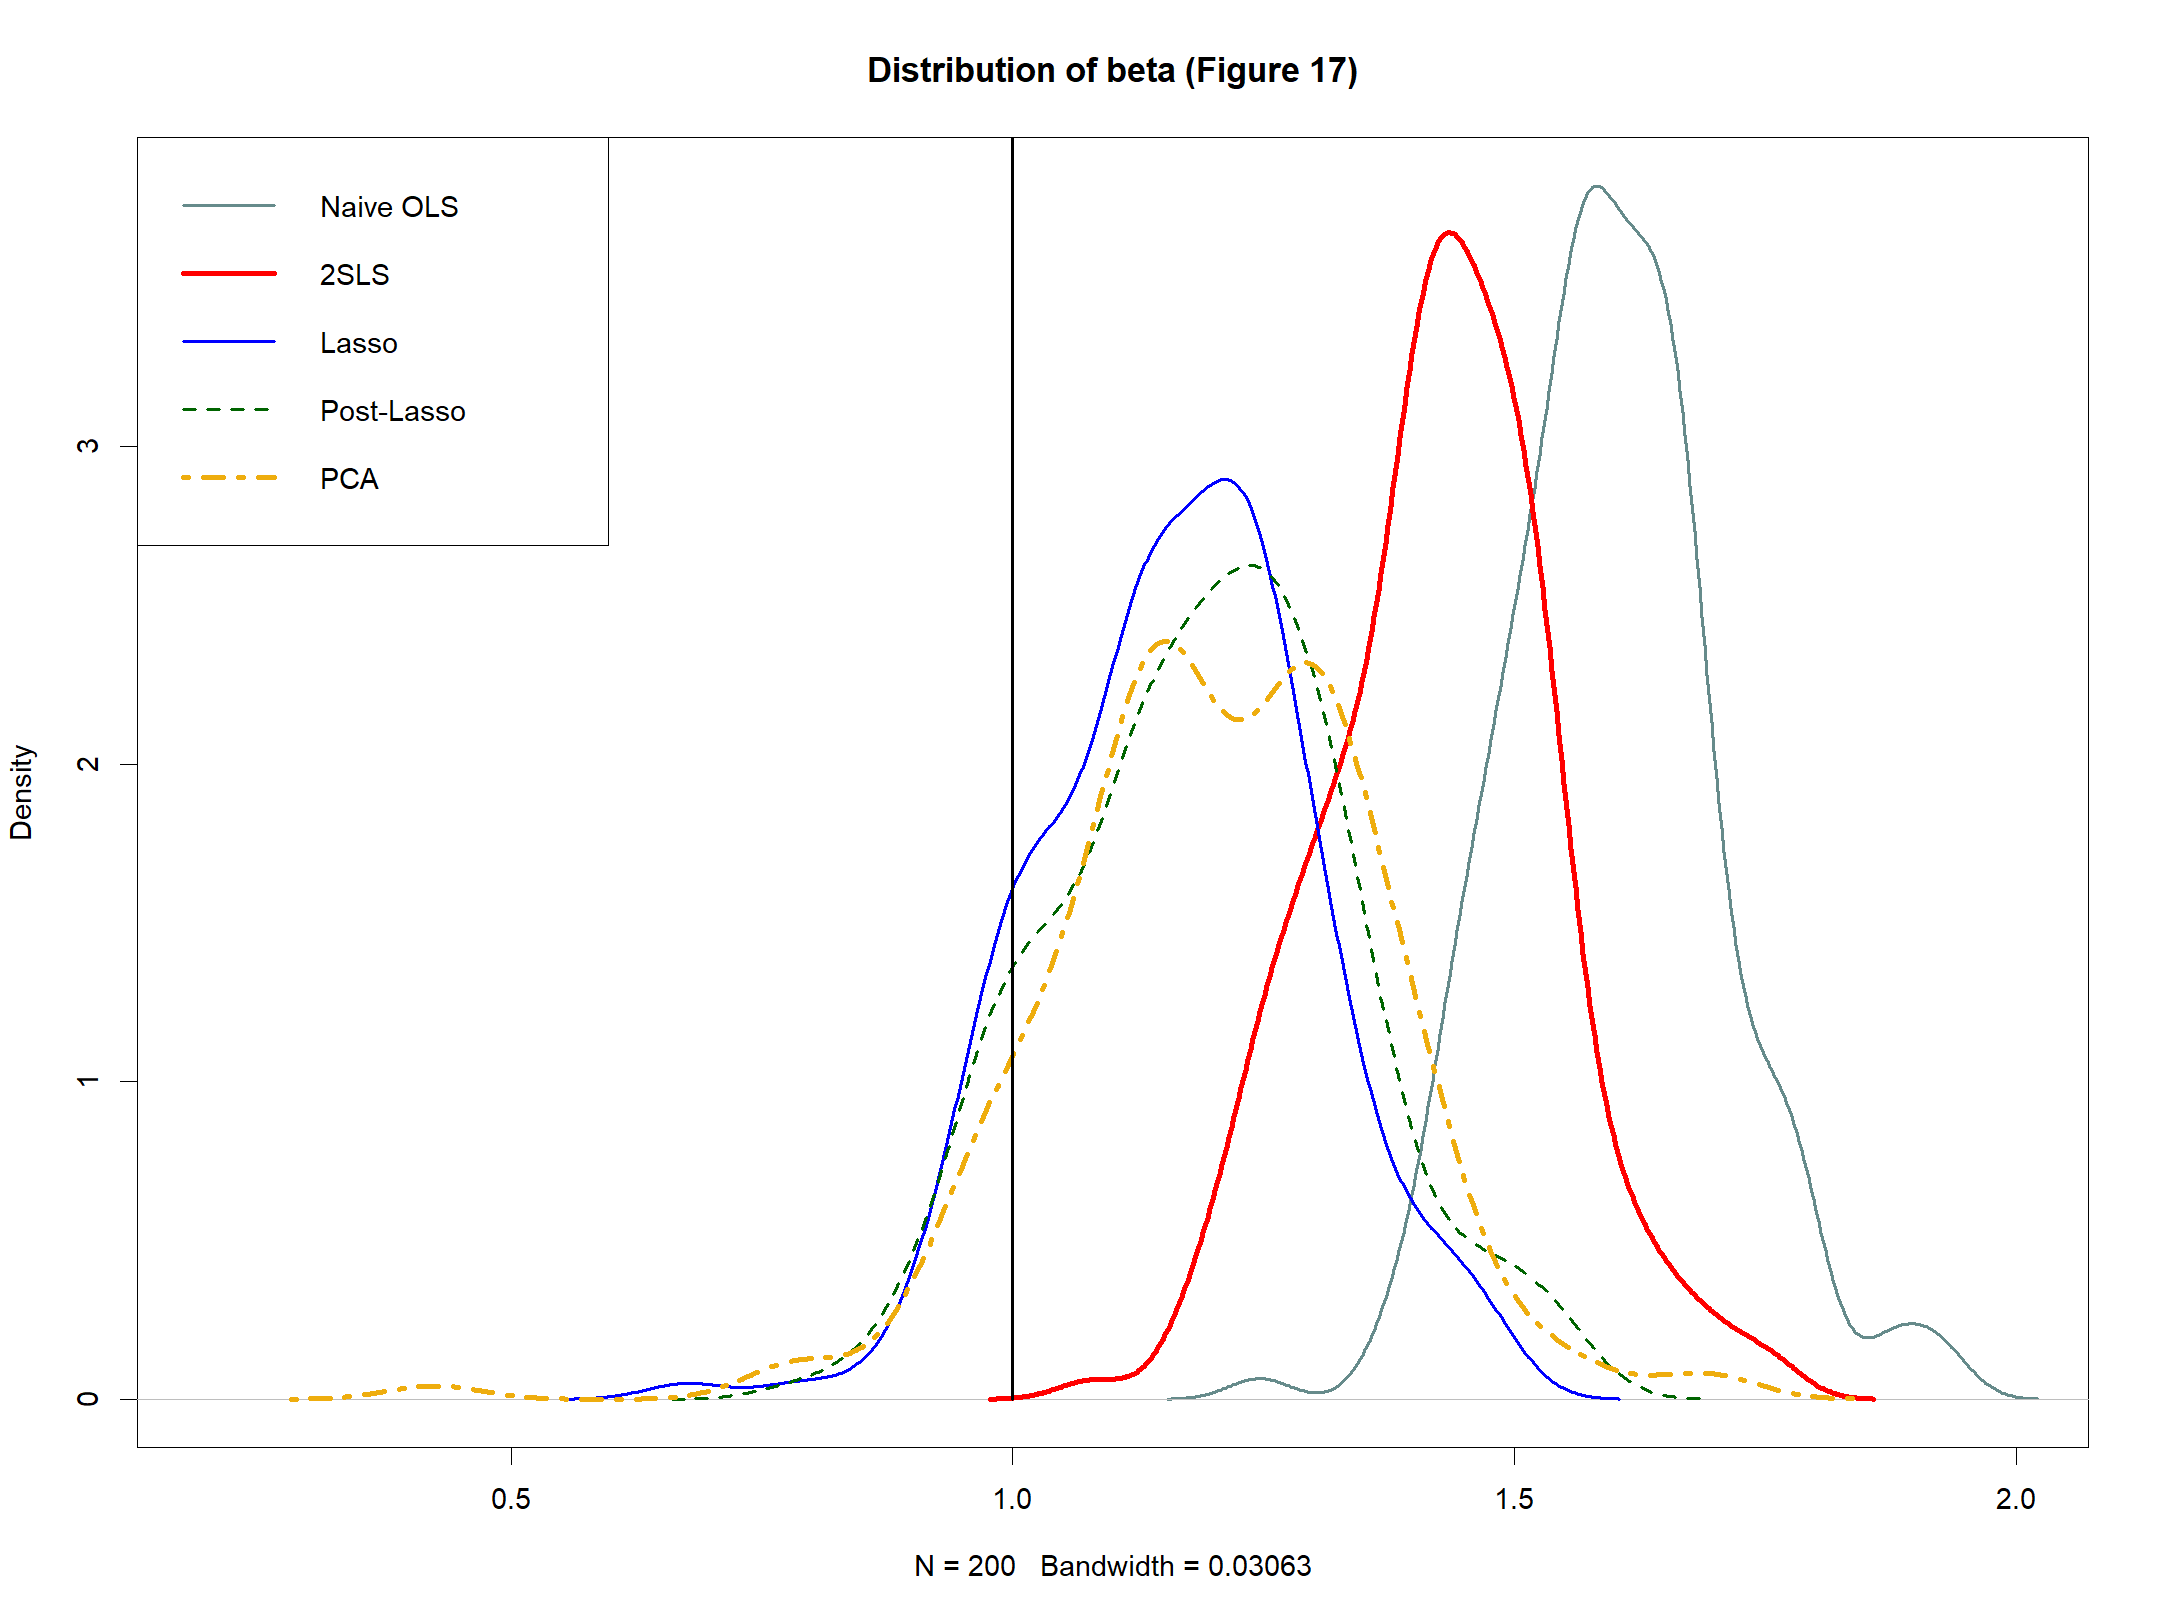 Distribution of beta (Figure 17)
Naive OLS
2SLS
Lasso
Post-Lasso
PCA
Density
3
2
1
0
0.5 1.0 1.5 2.0
N = 200 Bandwidth = 0.03063